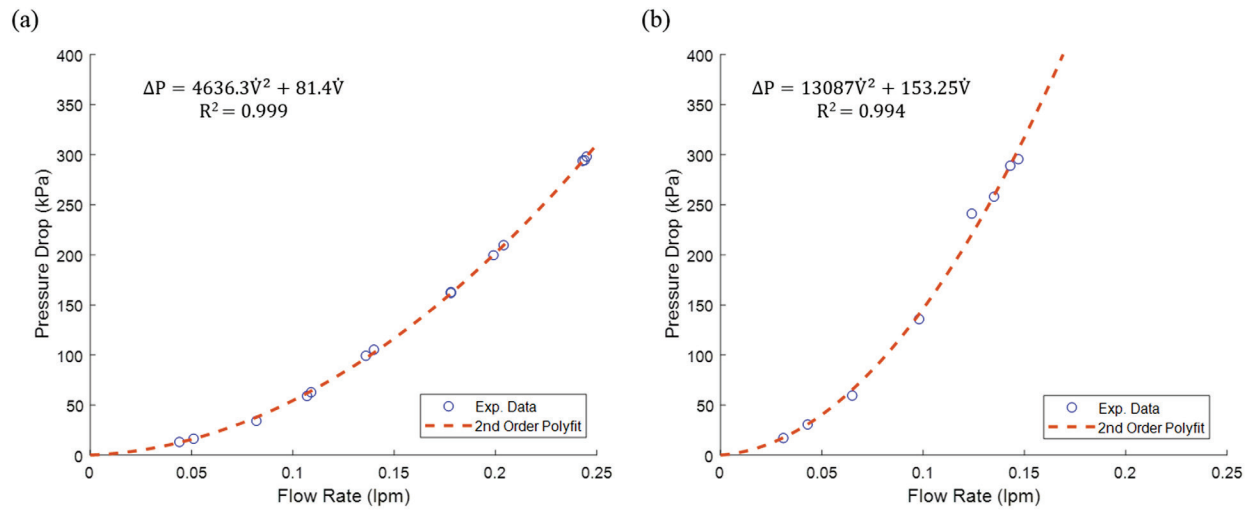 (a)
ΔP = 4636.3V̇² + 81.4V̇
R² = 0.999
400
350
300
250
200
150
100
50
0
Pressure Drop (kPa)
Exp. Data
2nd Order Polyfit
0 0.05 0.1 0.15 0.2 0.25
Flow Rate (lpm)
(b)
ΔP = 13087V̇² + 153.25V̇
R² = 0.994
400
350
300
250
200
150
100
50
0
Pressure Drop (kPa)
Exp. Data
2nd Order Polyfit
0 0.05 0.1 0.15 0.2 0.25
Flow Rate (lpm)